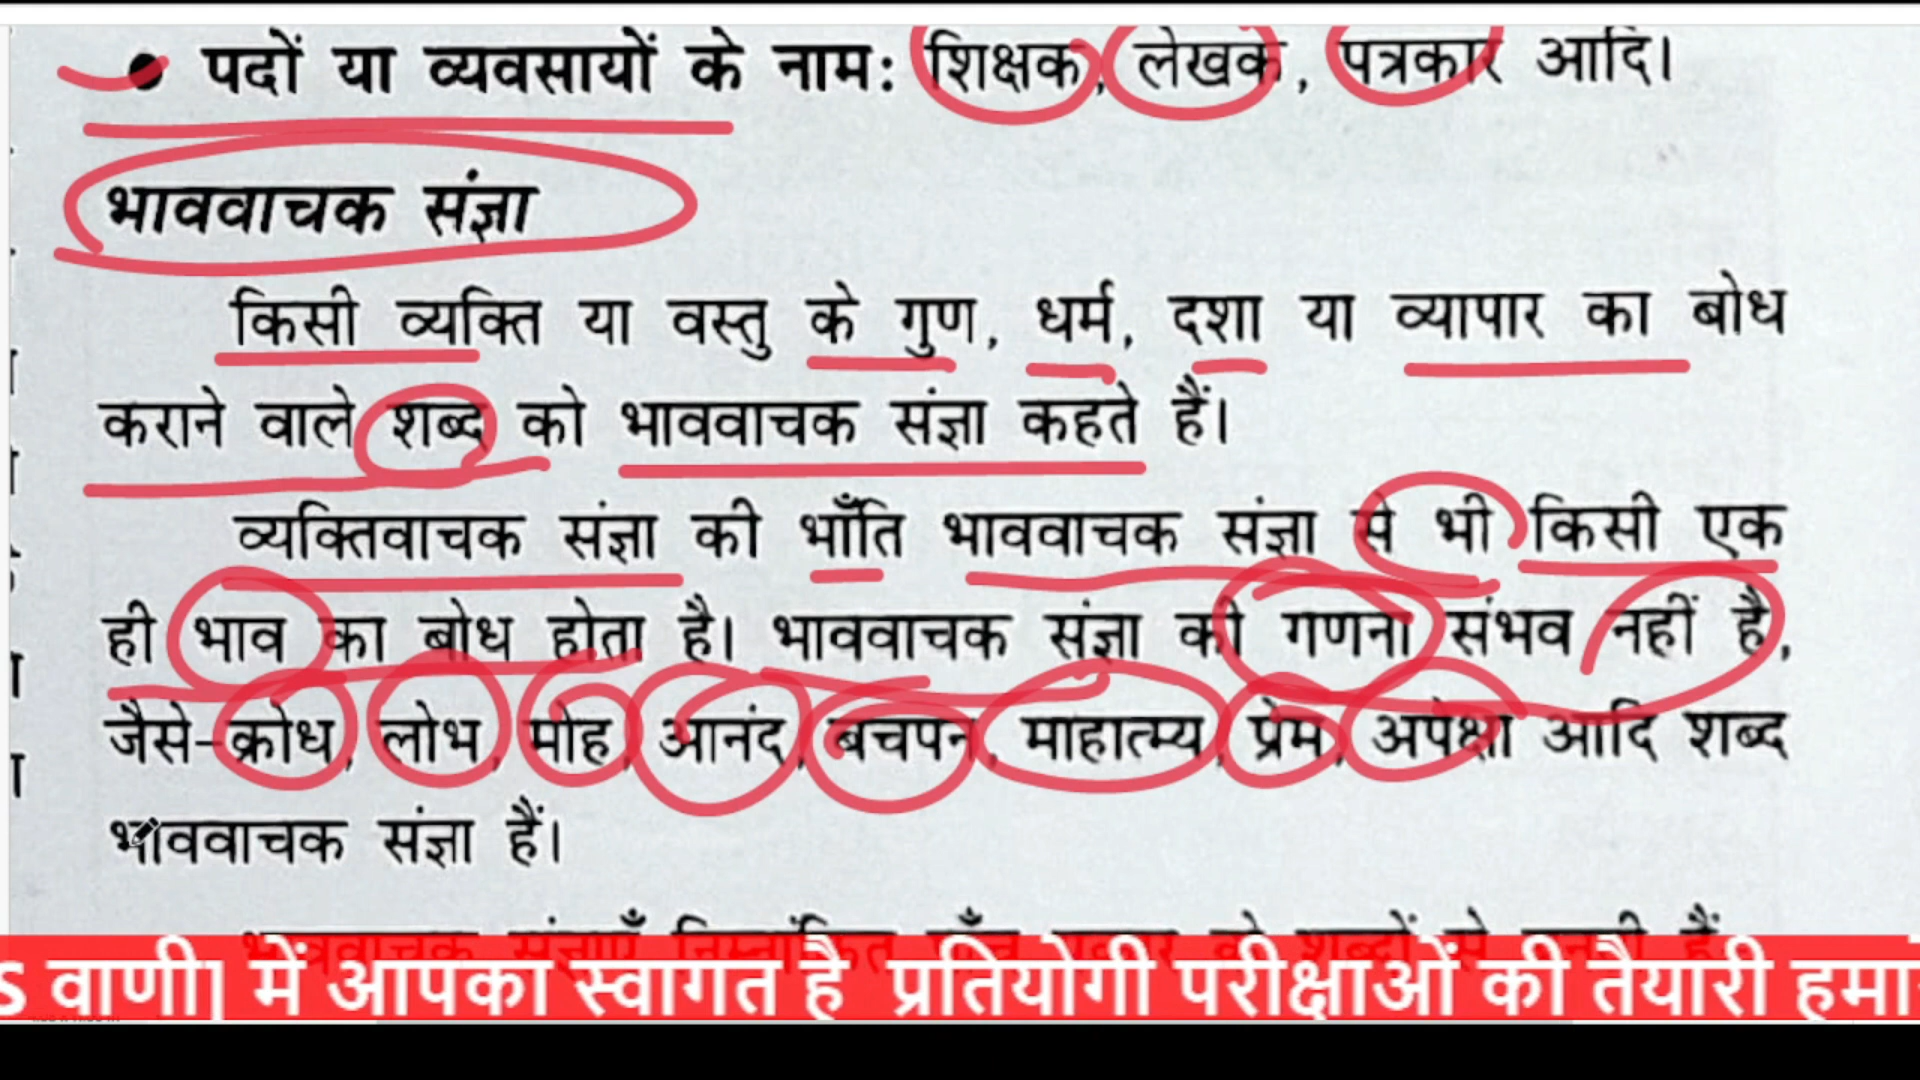 ● पदों या व्यवसायों के नाम: शिक्षक, लेखक, पत्रकार आदि।
भाववाचक संज्ञा
किसी व्यक्ति या वस्तु के गुण, धर्म, दशा या व्यापार का बोध
कराने वाले शब्द को भाववाचक संज्ञा कहते हैं।
व्यक्तिवाचक संज्ञा की भाँति भाववाचक संज्ञा से भी किसी एक
ही भाव का बोध होता है। भाववाचक संज्ञा की गणना संभव नहीं है,
जैसे-क्रोध, लोभ, मोह, आनंद, बचपन, माहात्म्य, प्रेम, अपेक्षा आदि शब्द
भाववाचक संज्ञा हैं।
S वाणी] में आपका स्वागत है प्रतियोगी परीक्षाओं की तैयारी